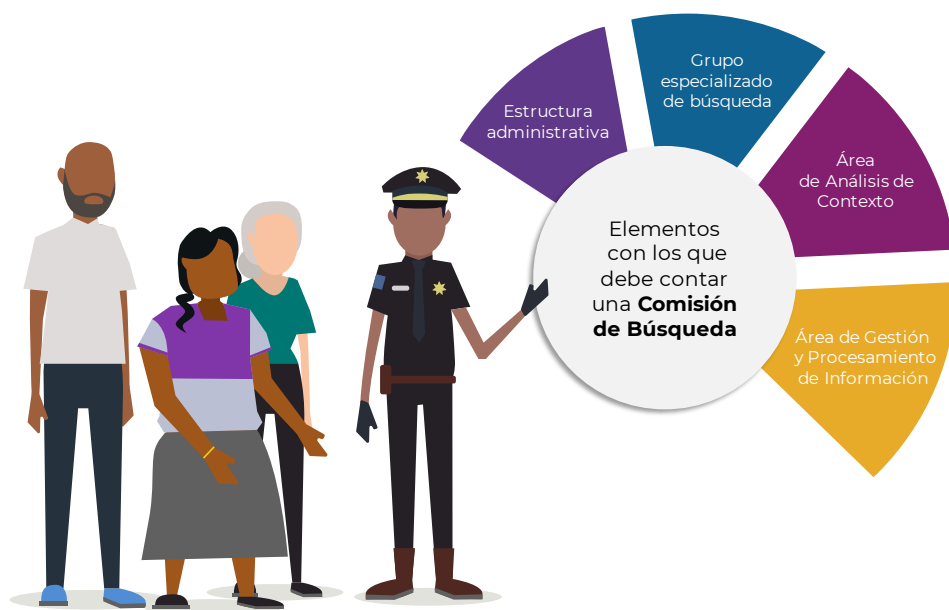 Estructura
administrativa
Grupo
especializado
de búsqueda
Área
de Análisis de
Contexto
Área de Gestión
y Procesamiento
de Información
Elementos
con los que
debe contar
una Comisión
de Búsqueda